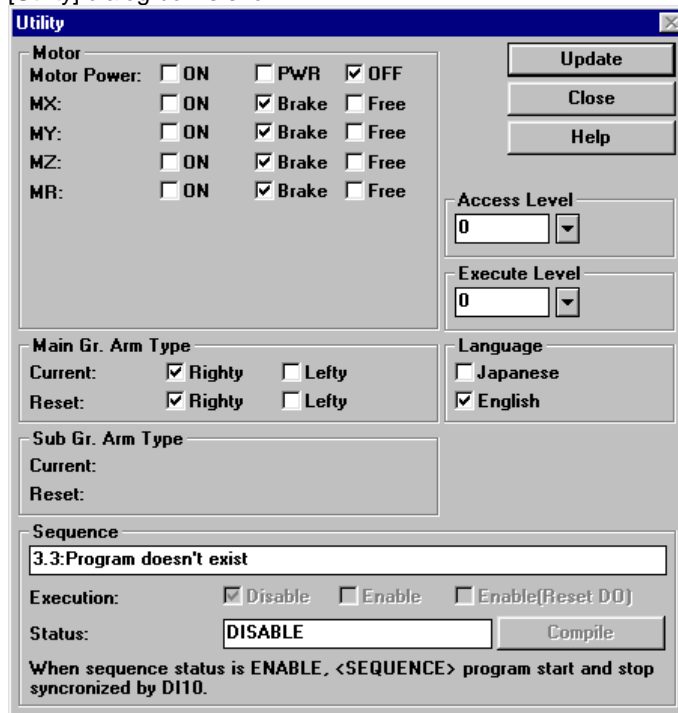 Utility
Motor
Motor Power: ON PWR OFF
MX: ON Brake Free
MY: ON Brake Free
MZ: ON Brake Free
MR: ON Brake Free
Update
Close
Help
Access Level
0
Execute Level
0
Main Gr. Arm Type
Current: Righty Lefty
Reset: Righty Lefty
Language
Japanese
English
Sub Gr. Arm Type
Current:
Reset:
Sequence
3.3:Program doesn't exist
Execution: Disable Enable Enable(Reset DO)
Status: DISABLE Compile
When sequence status is ENABLE, <SEQUENCE> program start and stop
syncronized by DI10.